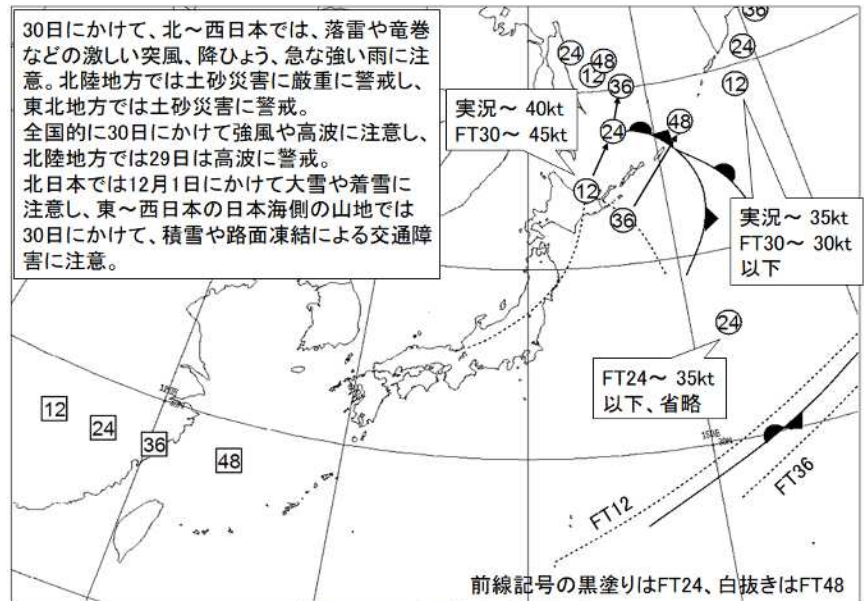 30日にかけて、北～西日本では、落雷や竜巻
などの激しい突風、降ひょう、急な強い雨に注
意。北陸地方では土砂災害に厳重に警戒し、
東北地方では土砂災害に警戒。
全国的に30日にかけて強風や高波に注意し、
北陸地方では29日は高波に警戒。
北日本では12月1日にかけて大雪や着雪に
注意し、東～西日本の日本海側の山地では
30日にかけて、積雪や路面凍結による交通障
害に注意。
36
24
48
12
36
24
12
実況～ 40kt
FT30～ 45kt
24
48
12
36
実況～ 35kt
FT30～ 30kt
以下
24
FT24～ 35kt
以下、省略
12
24
36
48
FT12
FT36
前線記号の黒塗りはFT24、白抜きはFT48